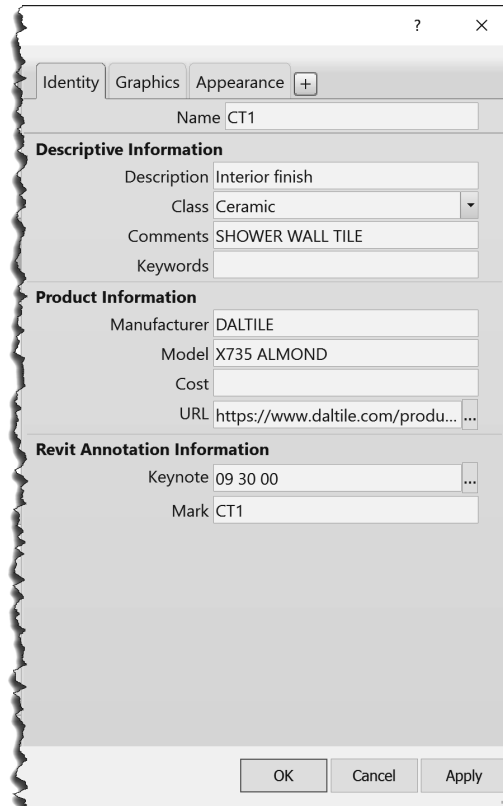 ?
Identity Graphics Appearance +
Name CT1
Descriptive Information
Description Interior finish
Class Ceramic
Comments SHOWER WALL TILE
Keywords
Product Information
Manufacturer DALTILE
Model X735 ALMOND
Cost
URL https://www.daltile.com/produ... ...
Revit Annotation Information
Keynote 09 30 00 ...
Mark CT1
OK Cancel Apply